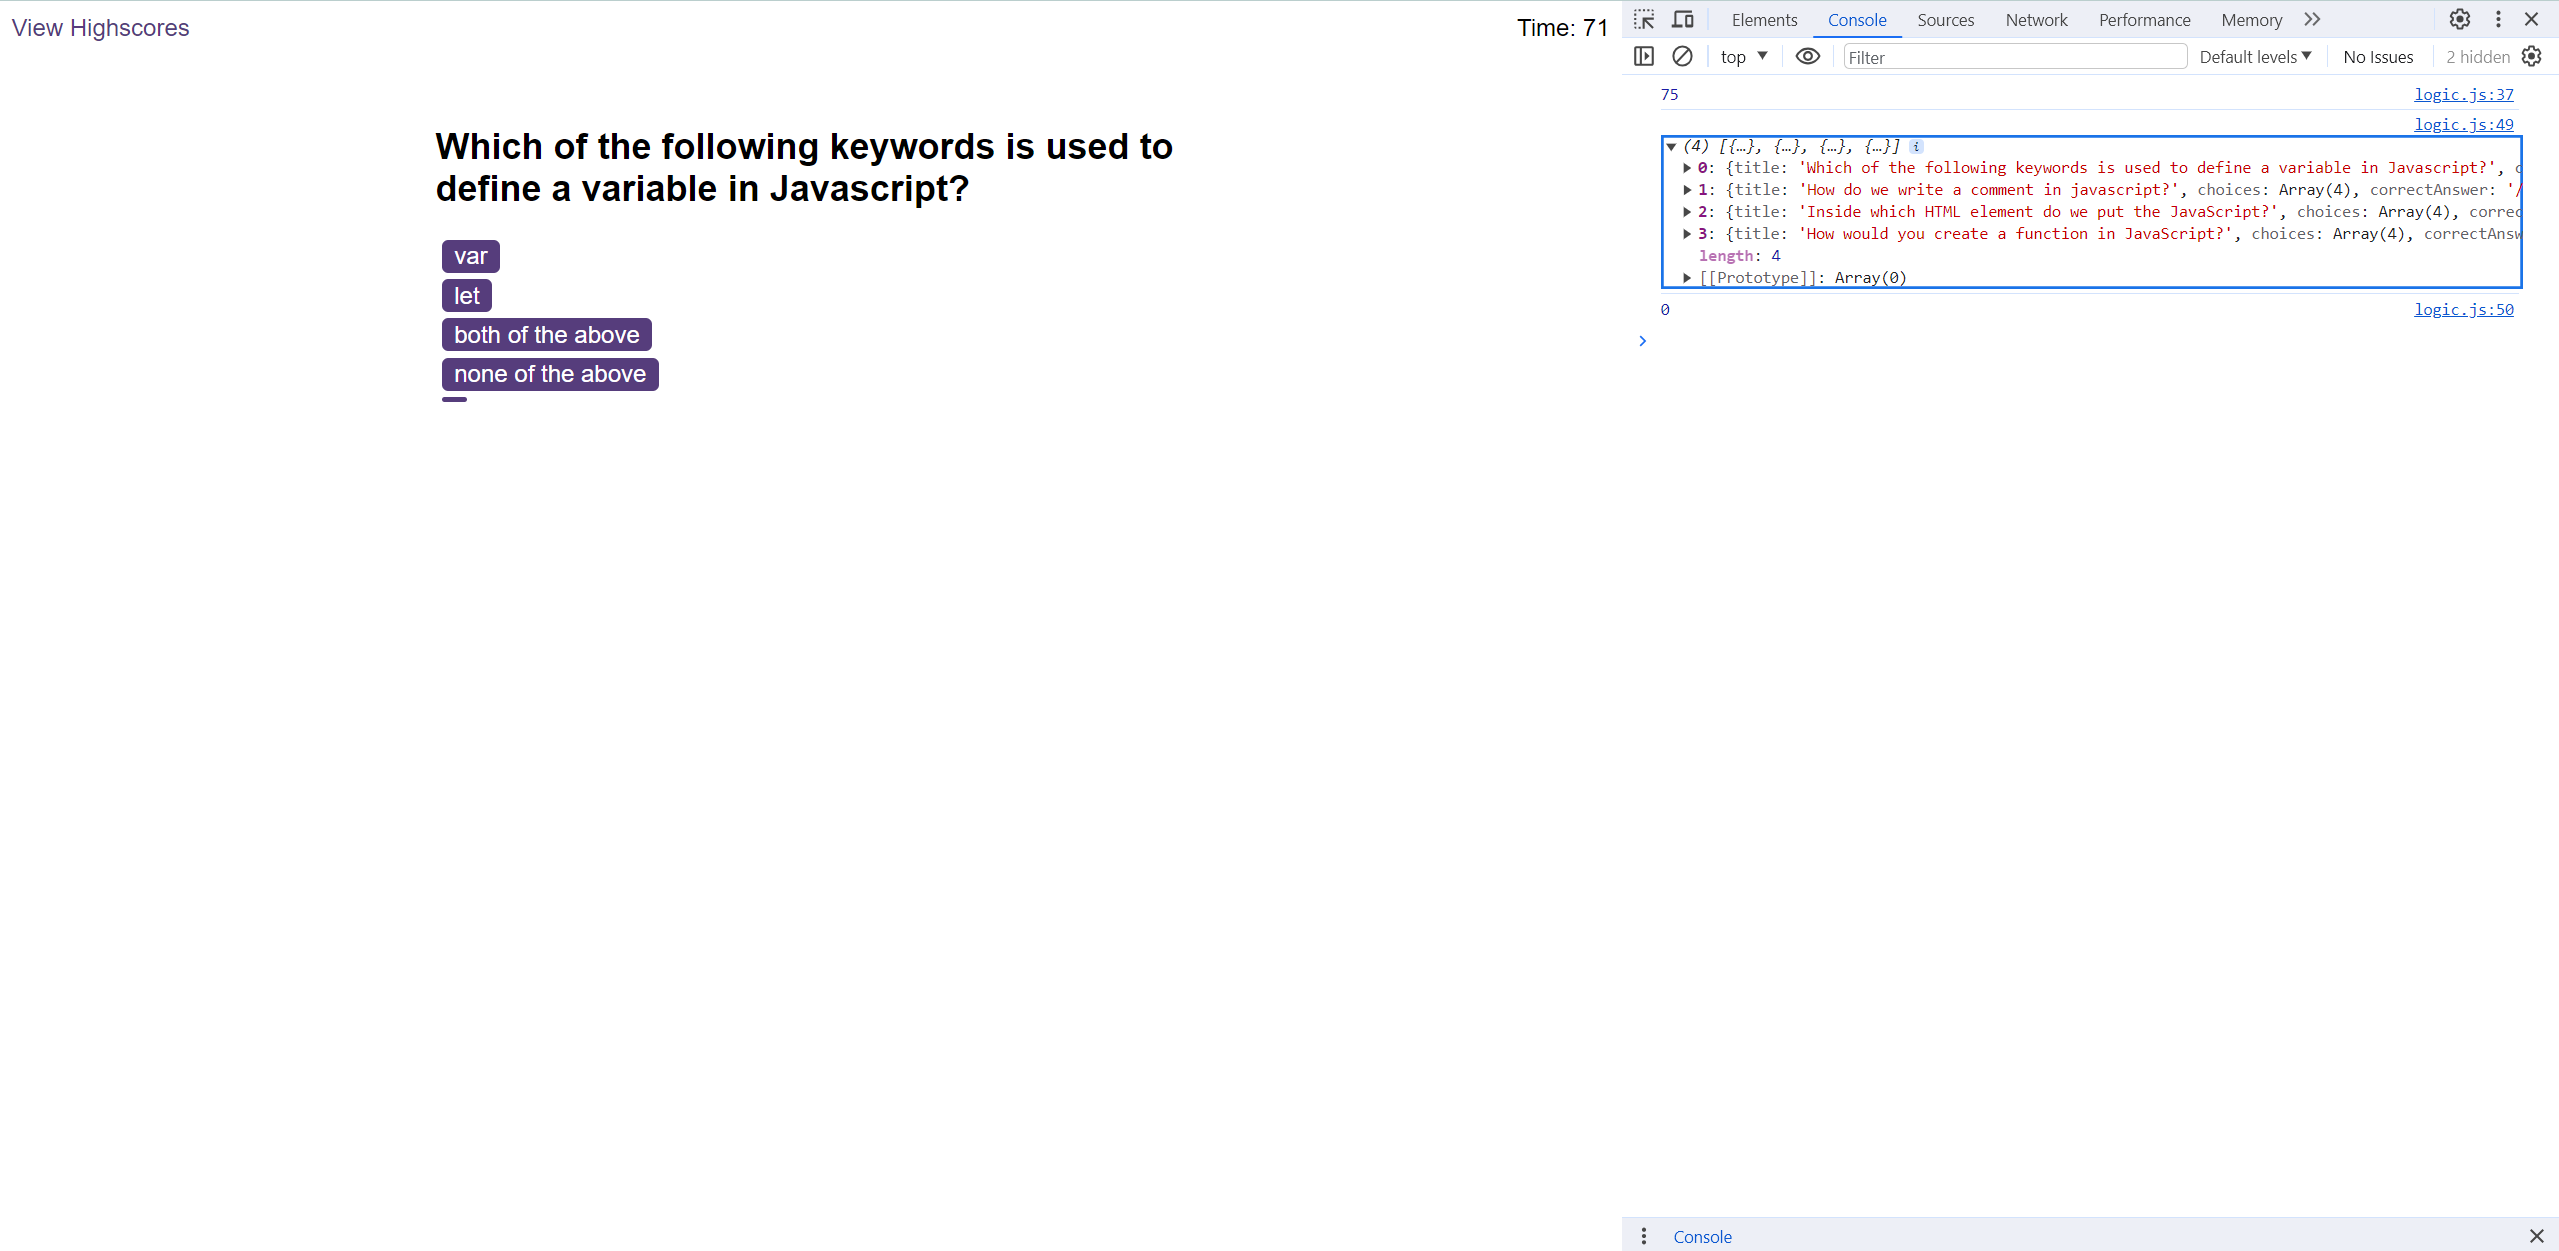 View Highscores
Time: 71
Which of the following keywords is used to
define a variable in Javascript?
var
let
both of the above
none of the above
Elements Console Sources Network Performance Memory
top Filter Default levels No Issues 2 hidden
75 logic.js:37
logic.js:49
(4) [{…}, {…}, {…}, {…}] i
0: {title: 'Which of the following keywords is used to define a variable in Javascript?', c
1: {title: 'How do we write a comment in javascript?', choices: Array(4), correctAnswer: '/
2: {title: 'Inside which HTML element do we put the JavaScript?', choices: Array(4), correc
3: {title: 'How would you create a function in JavaScript?', choices: Array(4), correctAnsw
length: 4
[[Prototype]]: Array(0)
0 logic.js:50
Console